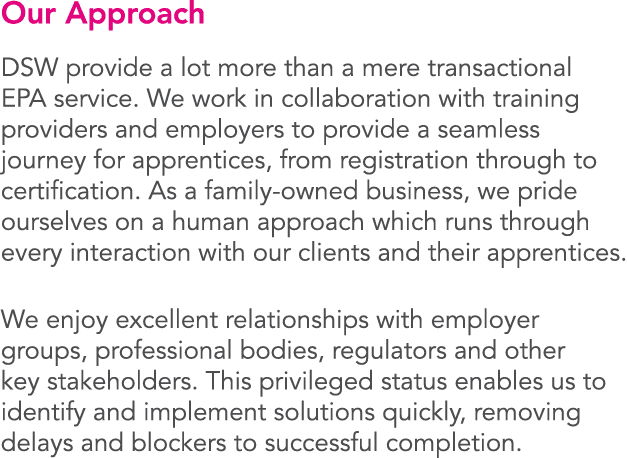 Our Approach
DSW provide a lot more than a mere transactional
EPA service. We work in collaboration with training
providers and employers to provide a seamless
journey for apprentices, from registration through to
certification. As a family-owned business, we pride
ourselves on a human approach which runs through
every interaction with our clients and their apprentices.
We enjoy excellent relationships with employer
groups, professional bodies, regulators and other
key stakeholders. This privileged status enables us to
identify and implement solutions quickly, removing
delays and blockers to successful completion.